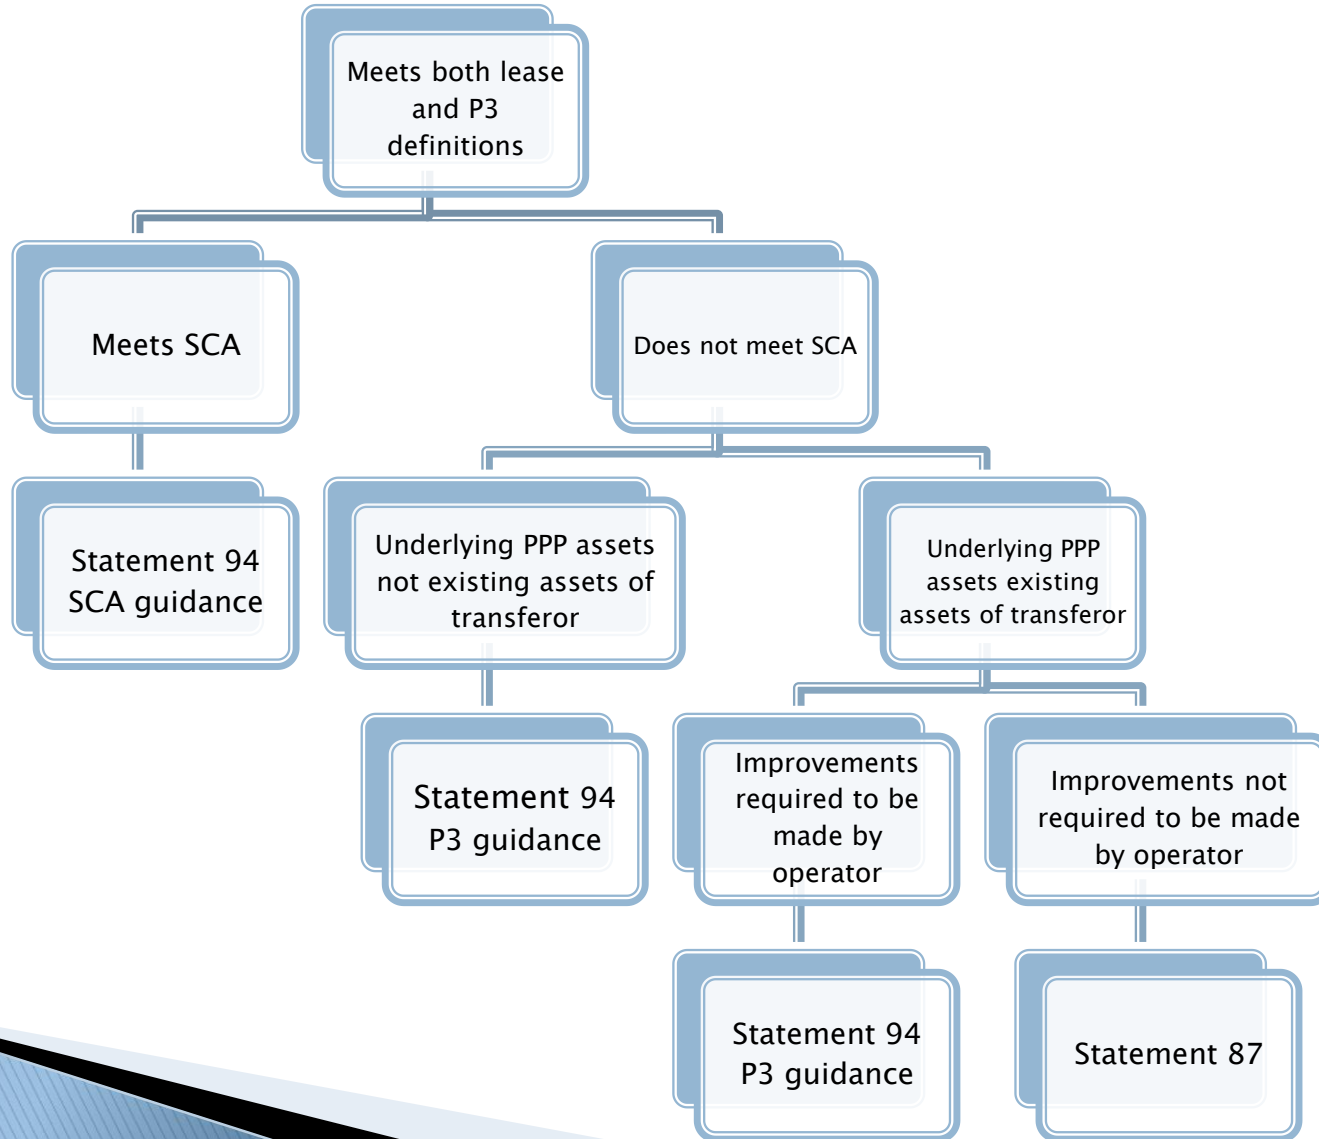 Meets both lease
and P3
definitions
Meets SCA
Does not meet SCA
Statement 94
SCA guidance
Underlying PPP assets
not existing assets of
transferor
Underlying PPP
assets existing
assets of transferor
Statement 94
P3 guidance
Improvements
required to be
made by
operator
Improvements not
required to be made
by operator
Statement 94
P3 guidance
Statement 87